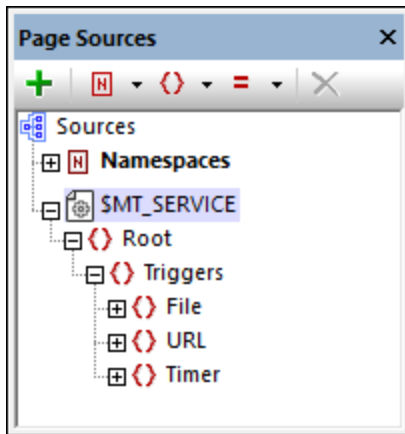 Page Sources
N = 
Sources
N Namespaces
$MT_SERVICE
{} Root
{} Triggers
{} File
{} URL
{} Timer